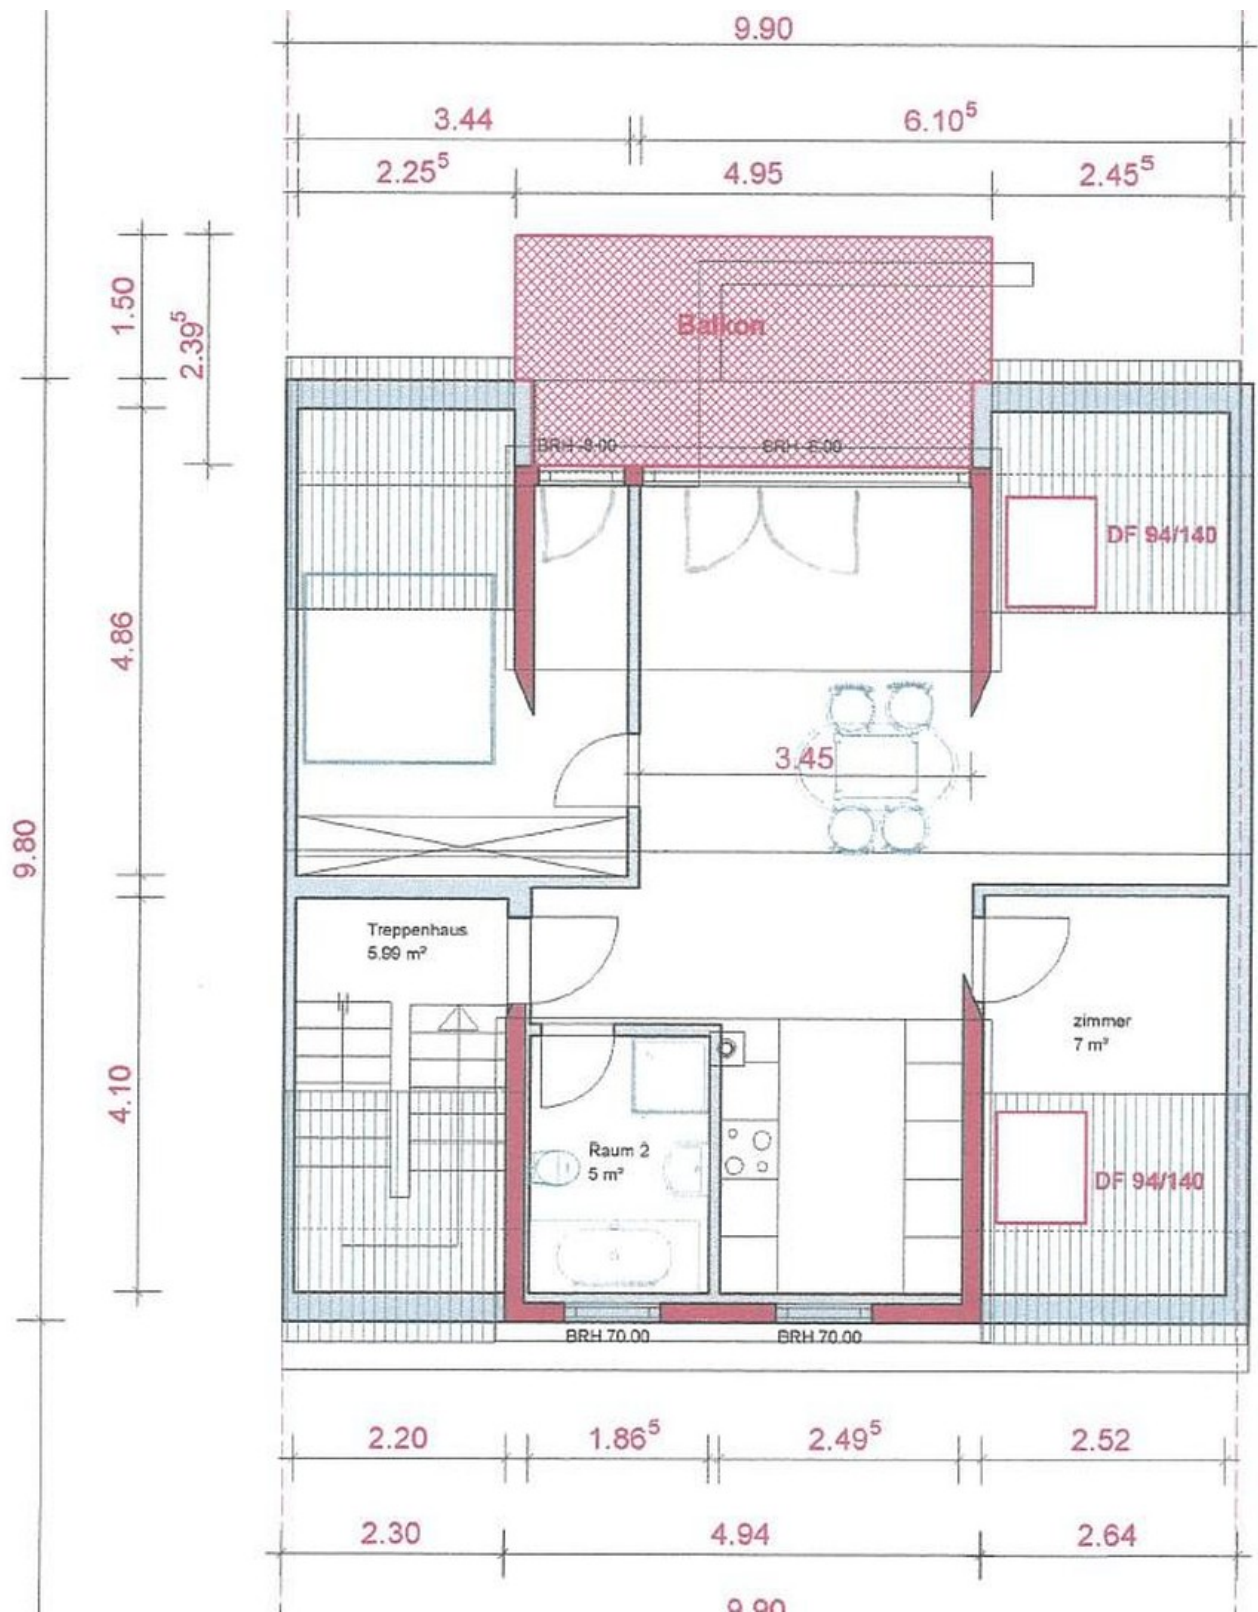 9.90
3.44
6.10⁵
2.25⁵
4.95
2.45⁵
1.50
2.39⁵
Balkon
DF 94/140
4.86
3.45
9.80
Treppenhaus
5.99 m²
zimmer
7 m²
4.10
Raum 2
5 m²
DF 94/140
BRH 70.00
BRH 70.00
2.20
1.86⁵
2.49⁵
2.52
2.30
4.94
2.64
9.90